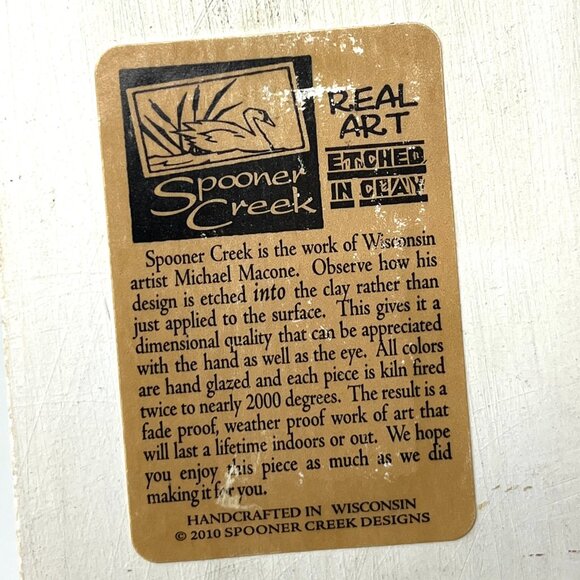 Spooner
Creek
REAL
ART
ETCHED
IN CLAY
Spooner Creek is the work of Wisconsin
artist Michael Macone. Observe how his
design is etched into the clay rather than
just applied to the surface. This gives it a
dimensional quality that can be appreciated
with the hand as well as the eye. All colors
are hand glazed and each piece is kiln fired
twice to nearly 2000 degrees. The result is a
fade proof, weather proof work of art that
will last a lifetime indoors or out. We hope
you enjoy this piece as much as we did
making it for you.
HANDCRAFTED IN WISCONSIN
© 2010 SPOONER CREEK DESIGNS